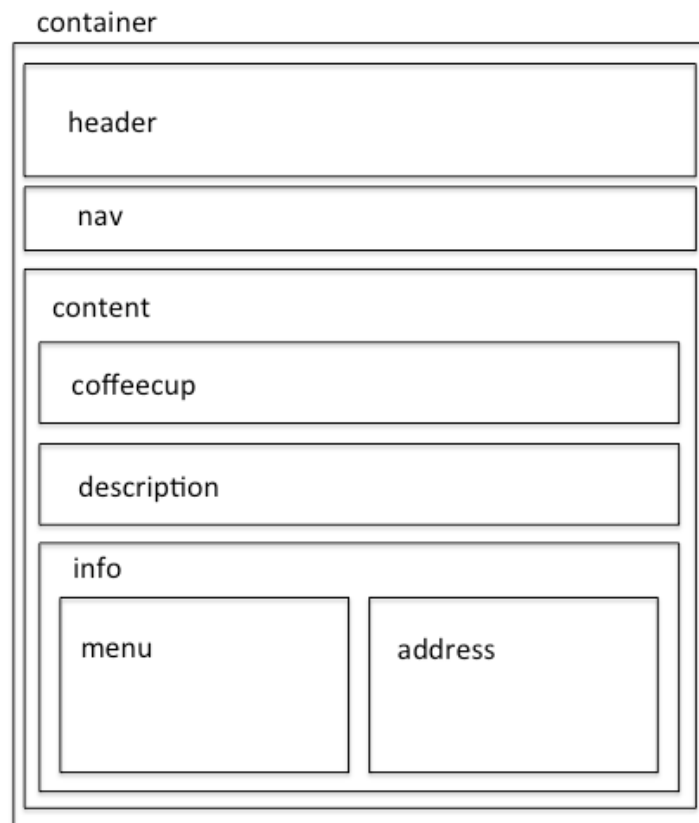 container
header
nav
content
coffeecup
description
info
menu
address